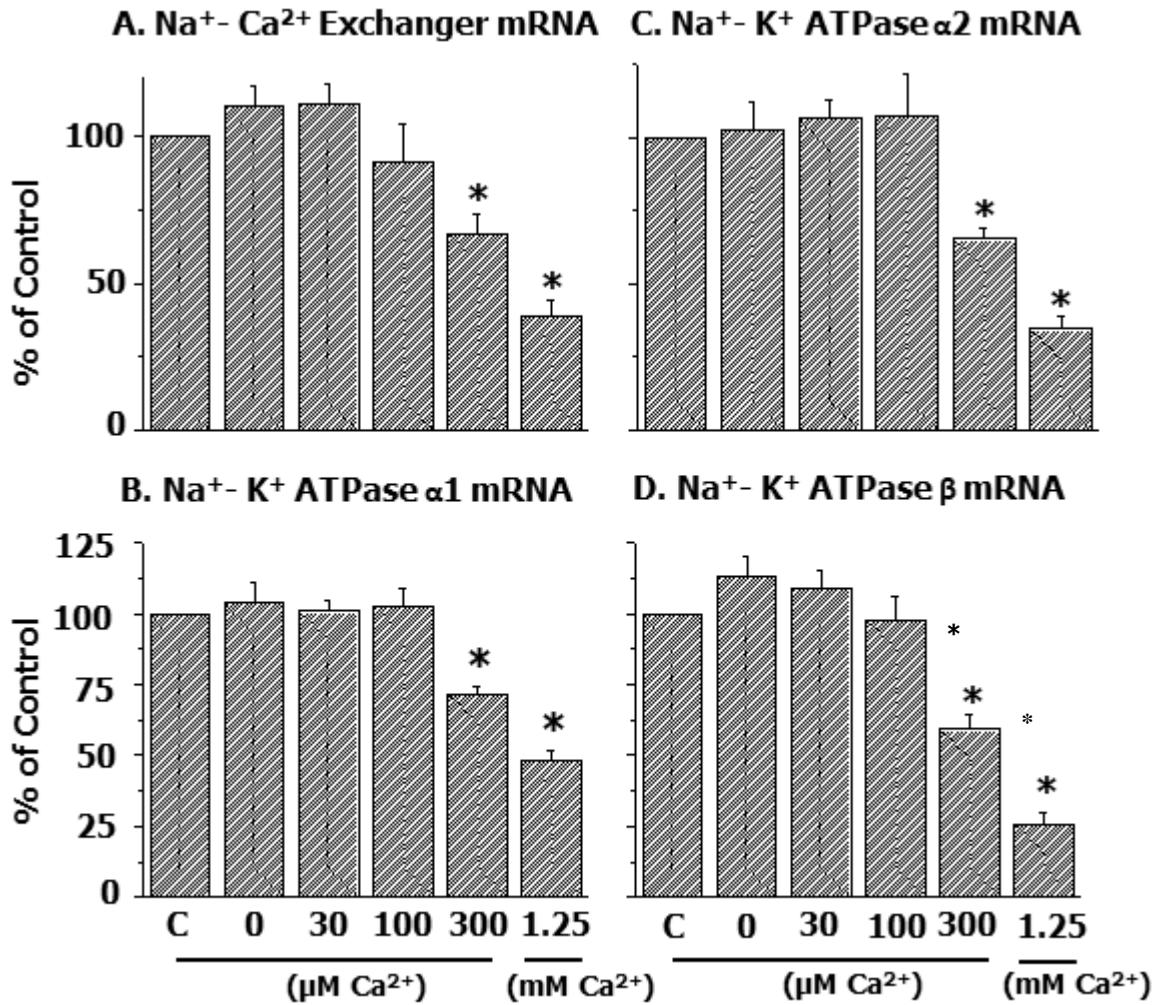 A. Na⁺- Ca²⁺ Exchanger mRNA
100
50
0
% of Control
*
*
C. Na⁺- K⁺ ATPase α2 mRNA
*
*
B. Na⁺- K⁺ ATPase α1 mRNA
125
100
75
50
25
0
% of Control
*
*
C 0 30 100 300 1.25
(µM Ca²⁺) (mM Ca²⁺)
D. Na⁺- K⁺ ATPase β mRNA
*
*
*
*
C 0 30 100 300 1.25
(µM Ca²⁺) (mM Ca²⁺)